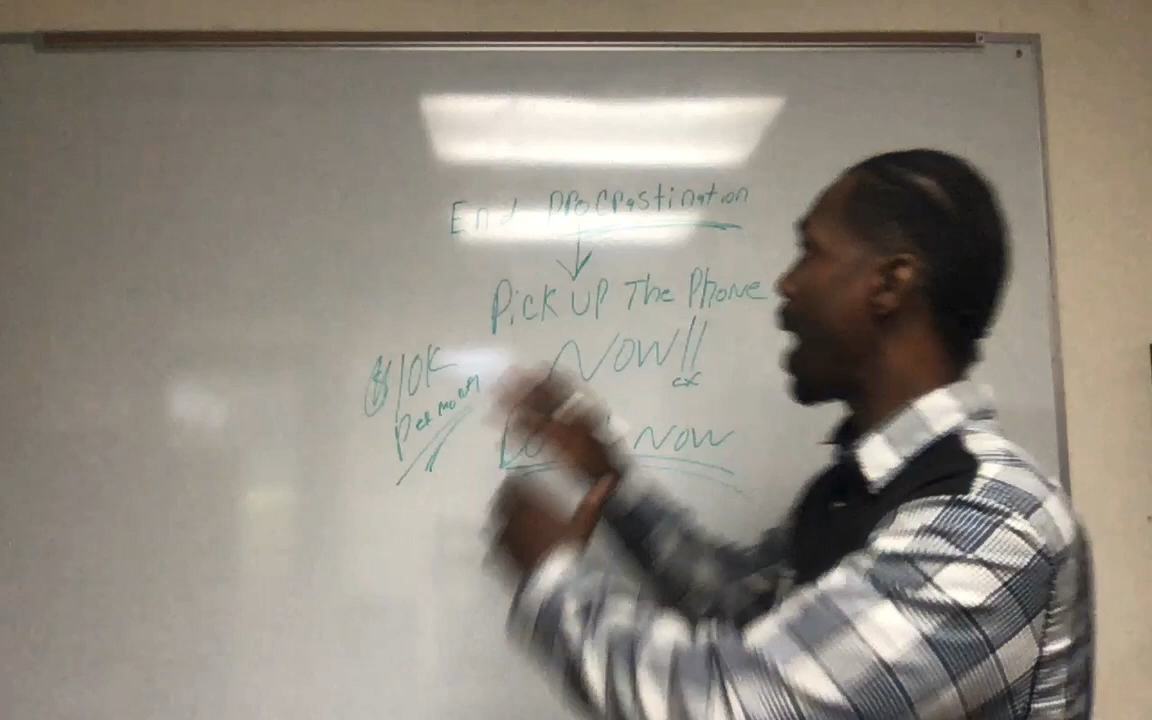 End procrastination
Pick up The Phone
Now!!
$10K
Per month
Now